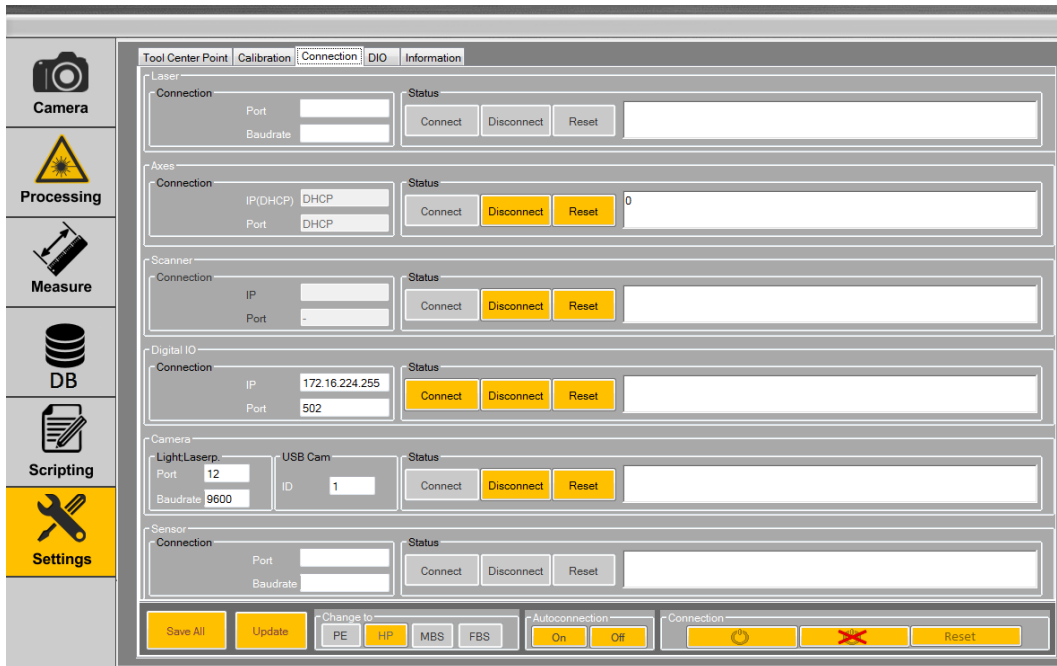 Camera
Processing
Measure
DB
Scripting
Settings
Tool Center Point Calibration Connection DIO Information
Laser
Connection
Port
Baudrate
Status
Connect Disconnect Reset
Axes
Connection
IP(DHCP) DHCP
Port DHCP
Status
Connect Disconnect Reset
0
Scanner
Connection
IP
Port -
Status
Connect Disconnect Reset
Digital IO
Connection
IP 172.16.224.255
Port 502
Status
Connect Disconnect Reset
Camera
Light;Laserp.
Port 12
Baudrate 9600
USB Cam
ID 1
Status
Connect Disconnect Reset
Sensor
Connection
Port
Baudrate
Status
Connect Disconnect Reset
Save All Update
Change to
PE HP MBS FBS
Autoconnection
On Off
Connection
Reset